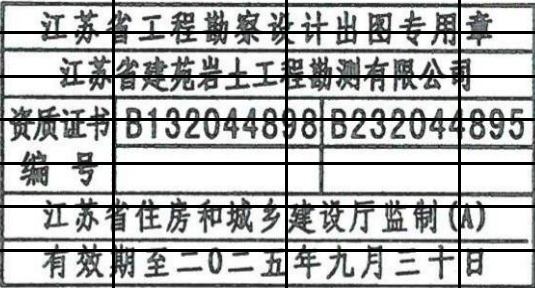 江苏省工程勘察设计出图专用章
江苏省建苑岩土工程勘测有限公司
资质证书 B132044898 B232044895
编号
江苏省住房和城乡建设厅监制(A)
有效期至二〇二五年九月三十日